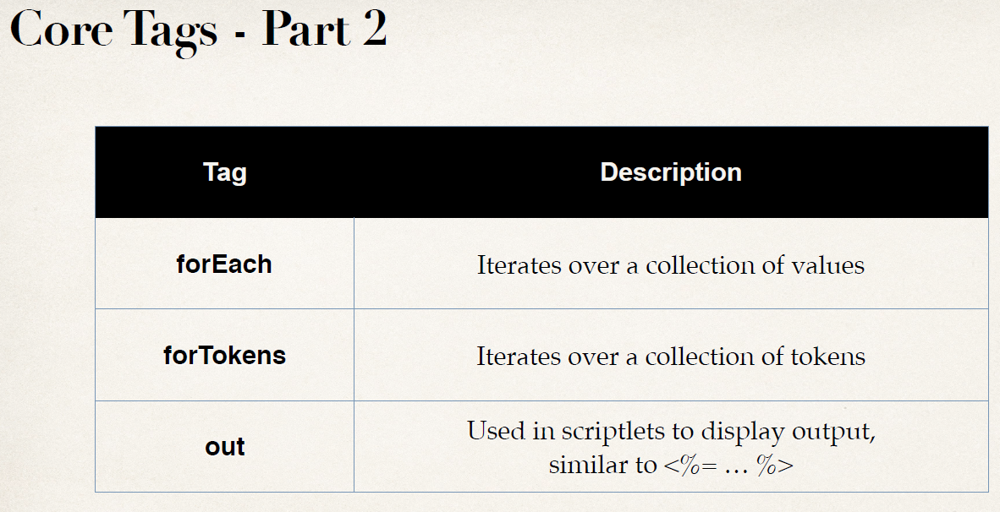 Core Tags - Part 2
Tag
Description
forEach
Iterates over a collection of values
forTokens
Iterates over a collection of tokens
out
Used in scriptlets to display output,
similar to <%= … %>